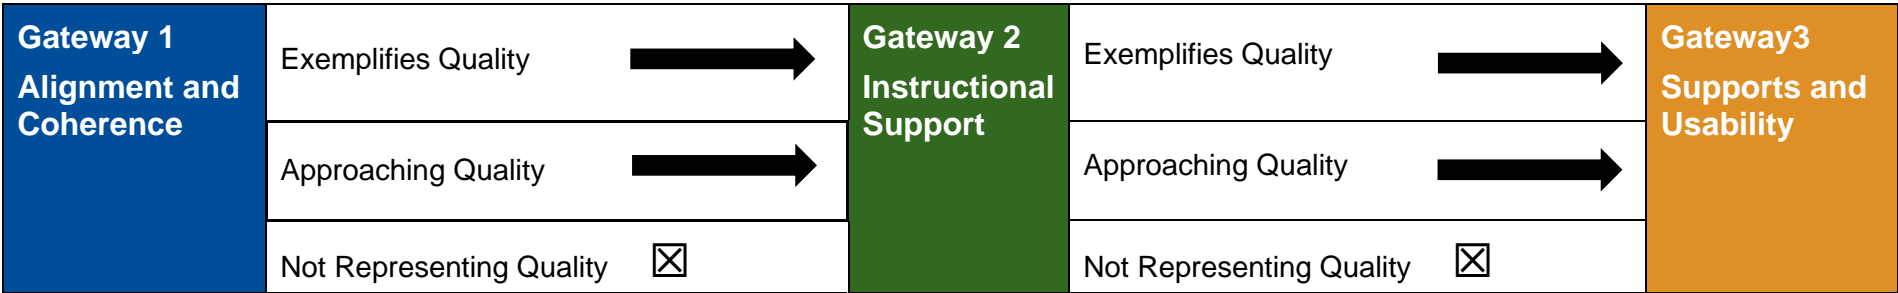 Gateway 1
Alignment and
Coherence
Exemplifies Quality
Approaching Quality
Not Representing Quality ☒
Gateway 2
Instructional
Support
Exemplifies Quality
Approaching Quality
Not Representing Quality ☒
Gateway3
Supports and
Usability